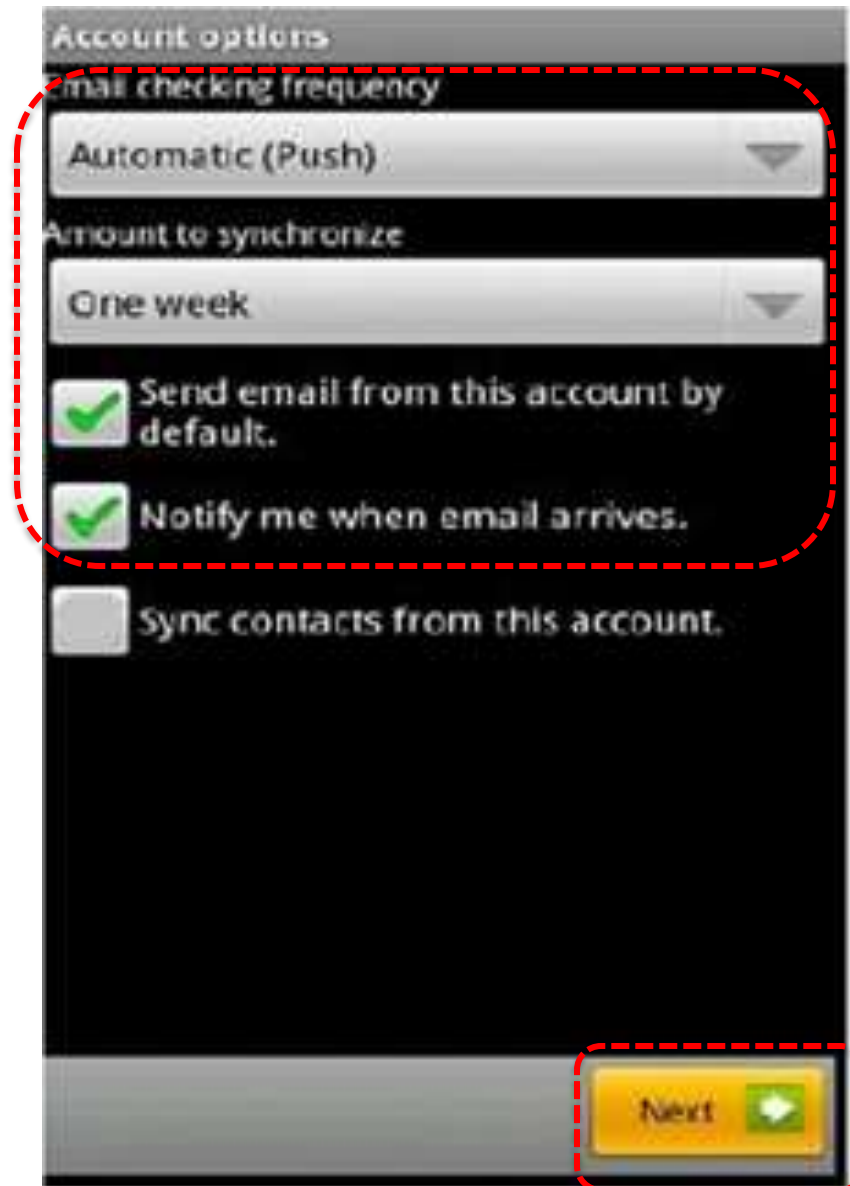 Account options
Email checking frequency
Automatic (Push)
Amount to synchronize
One week
Send email from this account by
default.
Notify me when email arrives.
Sync contacts from this account.
Next